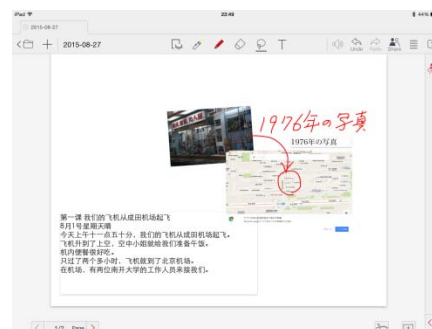 iPad
22:49
44%
2015-08-27
2015-08-27
T
Undo
Share
1976年の写真
1976年の写真
第一课 我们的飞机从成田机场起飞
8月1号星期天晴
今天上午十一点五十分，我们的飞机从成田机场起飞。
飞机升到了上空，空中小姐就给我们准备午饭。
机内便餐很好吃。
只过了两个多小时，飞机就到了北京机场。
在机场，有两位南开大学的工作人员来接我们。
1/2 Page